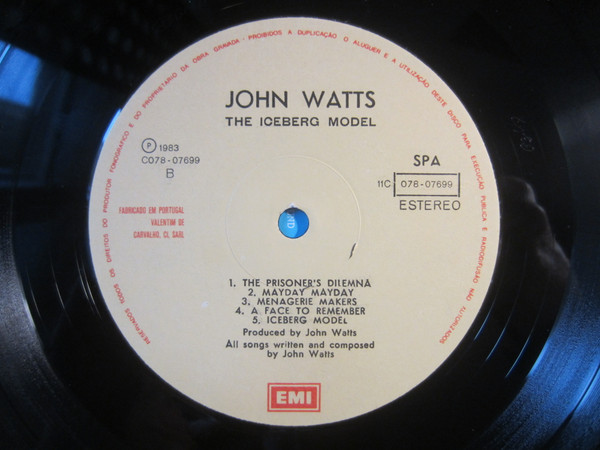 RESERVADOS TODOS OS DIREITOS DO PRODUTOR FONOGRÁFICO E DO PROPRIETÁRIO DA OBRA GRAVADA - PROIBIDOS A DUPLICAÇÃO O ALUGUER E A UTILIZAÇÃO DESTE DISCO PARA EXECUÇÃO PÚBLICA E RADIODIFUSÃO NÃO AUTORIZADOS
JOHN WATTS
THE ICEBERG MODEL
Ⓟ 1983
C078-07699
B
SPA
11C 078-07699
ESTEREO
FABRICADO EM PORTUGAL
VALENTIM DE
CARVALHO, CI, SARL
1. THE PRISONER'S DILEMNA
2. MAYDAY MAYDAY
3. MENAGERIE MAKERS
4. A FACE TO REMEMBER
5. ICEBERG MODEL
Produced by John Watts
All songs written and composed
by John Watts
EMI